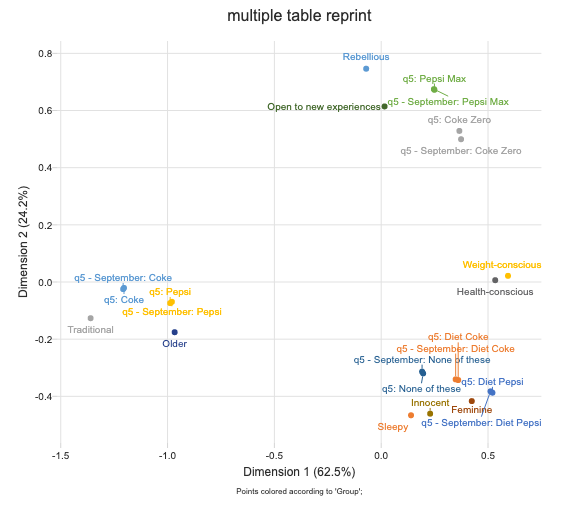 multiple table reprint
0.8
0.6
0.4
0.2
0.0
-0.2
-0.4
Dimension 2 (24.2%)
Rebellious
q5: Pepsi Max
q5 - September: Pepsi Max
Open to new experiences
q5: Coke Zero
q5 - September: Coke Zero
Weight-conscious
q5 - September: Coke
q5: Pepsi
Health-conscious
q5: Coke
q5 - September: Pepsi
Traditional
q5: Diet Coke
Older
q5 - September: Diet Coke
q5 - September: None of these
q5: Diet Pepsi
q5: None of these
Innocent
Feminine
q5 - September: Diet Pepsi
Sleepy
-1.5
-1.0
-0.5
0.0
0.5
Dimension 1 (62.5%)
Points colored according to 'Group';